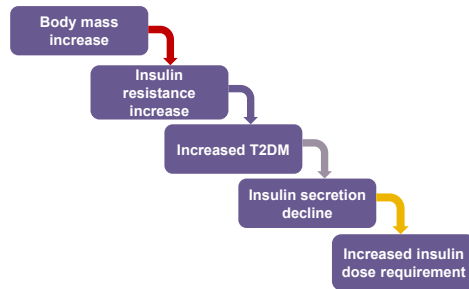 Body mass
increase
Insulin
resistance
increase
Increased T2DM
Insulin secretion
decline
Increased insulin
dose requirement